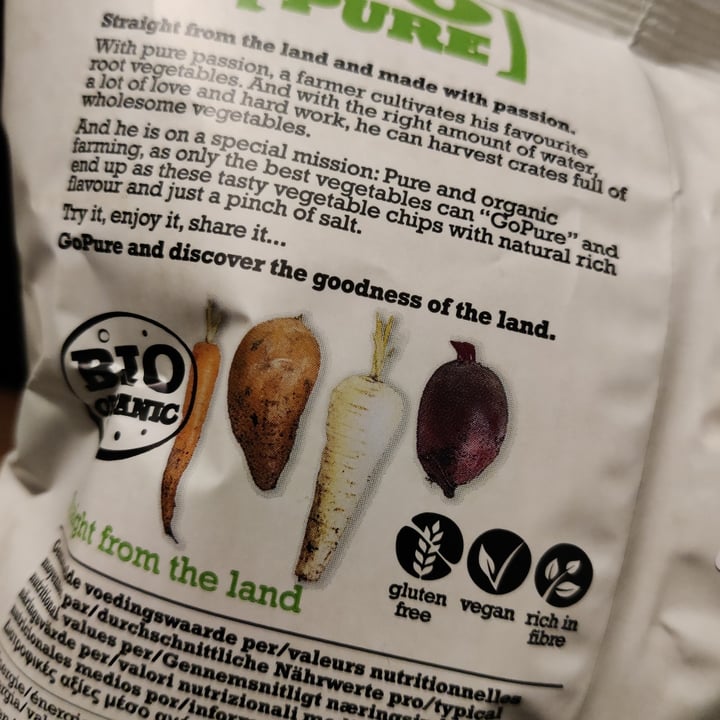 PURE
Straight from the land and made with passion.
With pure passion, a farmer cultivates his favourite
root vegetables. And with the right amount of water,
a lot of love and hard work, he can harvest crates full of
wholesome vegetables.
And he is on a special mission: Pure and organic
farming, as only the best vegetables can "GoPure" and
end up as these tasty vegetable chips with natural rich
flavour and just a pinch of salt.
Try it, enjoy it, share it...
GoPure and discover the goodness of the land.
BIO
ORGANIC
from the land
gluten
free
vegan
rich in
fibre
voedingswaarde per/valeurs nutritionnelles
par/durchschnittliche Nährwerte pro/typical
values per/Gennemsnitligt
per/valori nutrizionali
medios por/
αξίες μέσο